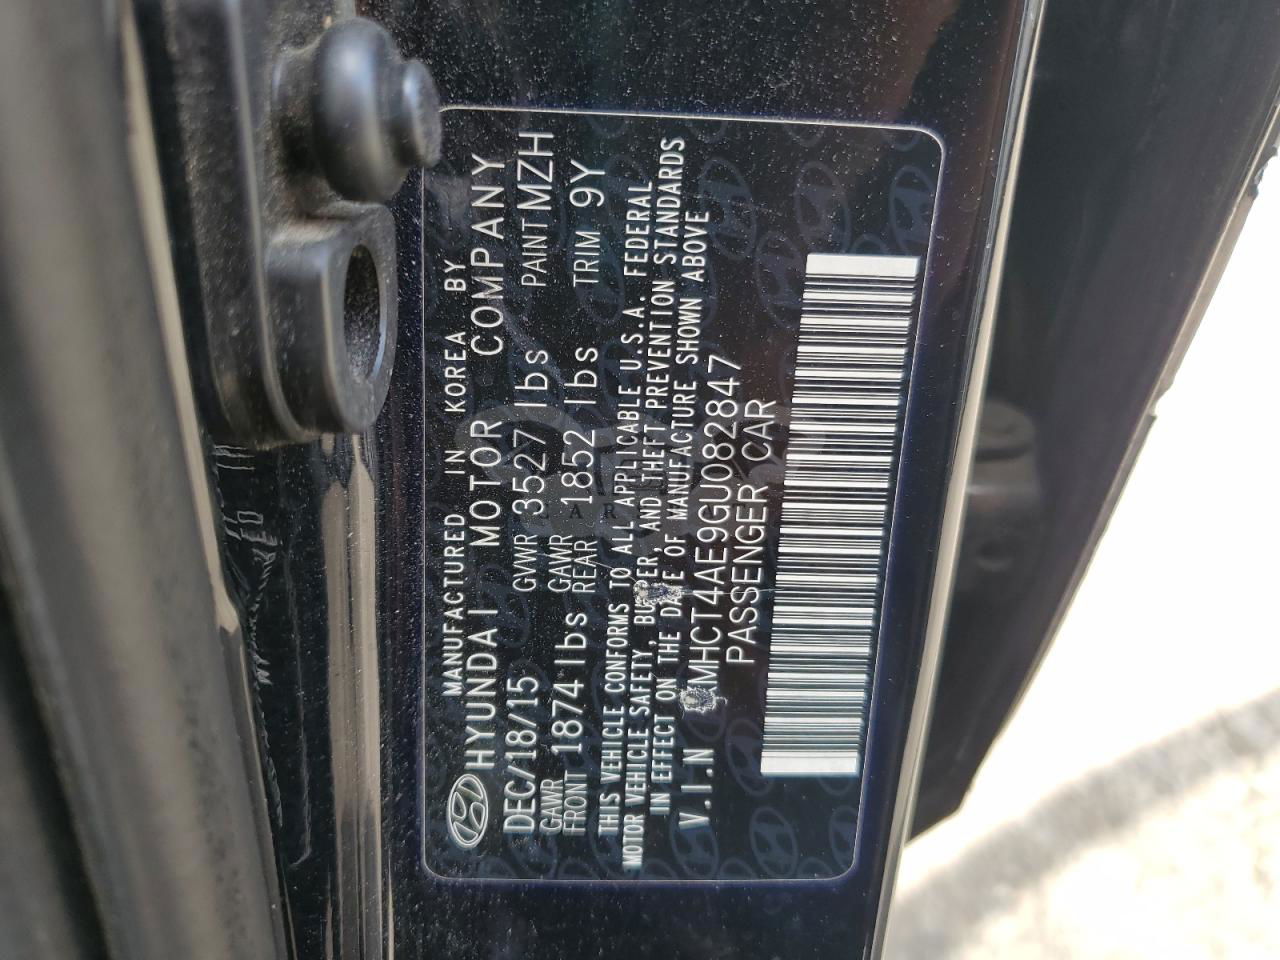 MANUFACTURED IN KOREA BY
HYUNDAI MOTOR COMPANY
DEC/18/15 GVWR 3527 lbs PAINT MZH
GAWR FRONT 1874 lbs GAWR REAR 1852 lbs TRIM 9Y
THIS VEHICLE CONFORMS TO ALL APPLICABLE U.S.A. FEDERAL
MOTOR VEHICLE SAFETY, BUMPER, AND THEFT PREVENTION STANDARDS
IN EFFECT ON THE DATE OF MANUFACTURE SHOWN ABOVE
V.I.N KMHCT4AE9GU082847
PASSENGER CAR